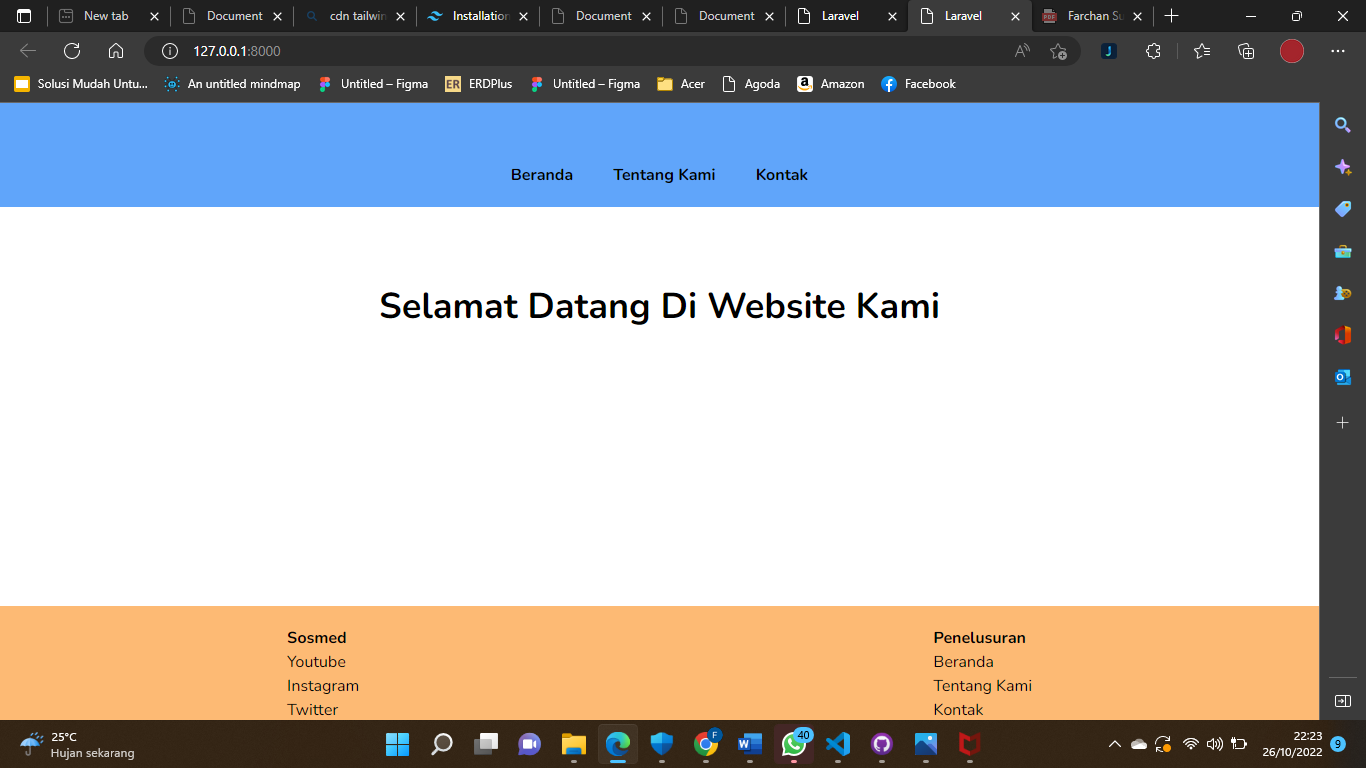 New tab
Document
cdn tailwin
Installation
Document
Document
Laravel
Laravel
Farchan Su
127.0.0.1:8000
Solusi Mudah Untu...
An untitled mindmap
Untitled – Figma
ER
ERDPlus
Untitled – Figma
Acer
Agoda
Amazon
Facebook
Beranda
Tentang Kami
Kontak
Selamat Datang Di Website Kami
Sosmed
Youtube
Instagram
Twitter
Penelusuran
Beranda
Tentang Kami
Kontak
25°C
Hujan sekarang
F
40
22:23
26/10/2022
9